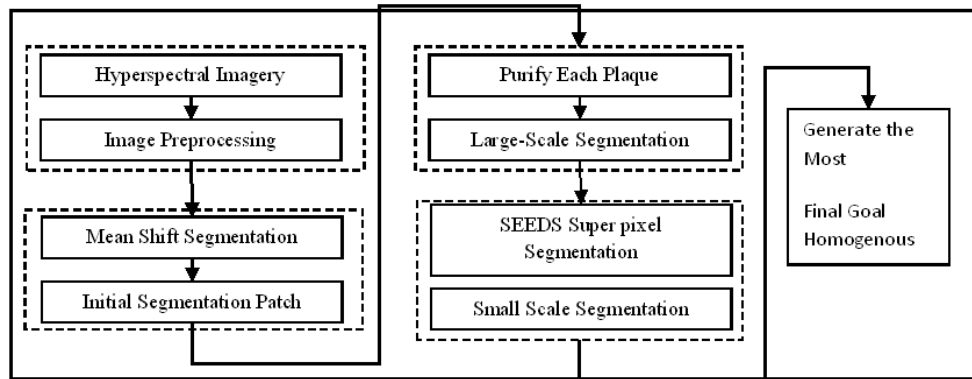 Hyperspectral Imagery
Image Preprocessing
Mean Shift Segmentation
Initial Segmentation Patch
Purify Each Plaque
Large-Scale Segmentation
SEEDS Super pixel
Segmentation
Small Scale Segmentation
Generate the
Most
Final Goal
Homogenous